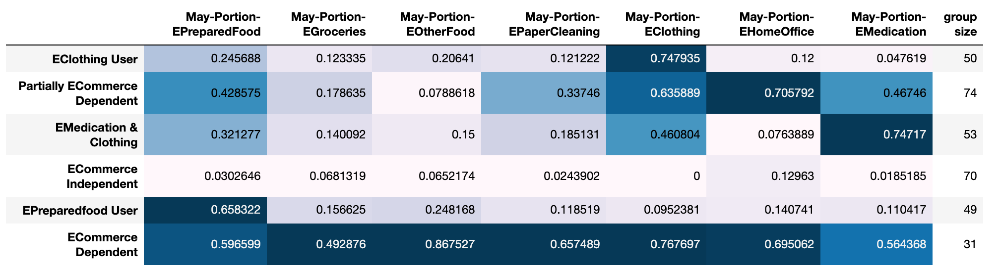 May-Portion- May-Portion- May-Portion- May-Portion- May-Portion- May-Portion- May-Portion- group
EPreparedFood EGroceries EOtherFood EPaperCleaning EClothing EHomeOffice EMedication size
EClothing User 0.245688 0.123335 0.20641 0.121222 0.747935 0.12 0.047619 50
Partially ECommerce
Dependent 0.428575 0.178635 0.0788618 0.33746 0.635889 0.705792 0.46746 74
EMedication &
Clothing 0.321277 0.140092 0.15 0.185131 0.460804 0.0763889 0.74717 53
ECommerce
Independent 0.0302646 0.0681319 0.0652174 0.0243902 0 0.12963 0.0185185 70
EPreparedfood User 0.658322 0.156625 0.248168 0.118519 0.0952381 0.140741 0.110417 49
ECommerce
Dependent 0.596599 0.492876 0.867527 0.657489 0.767697 0.695062 0.564368 31